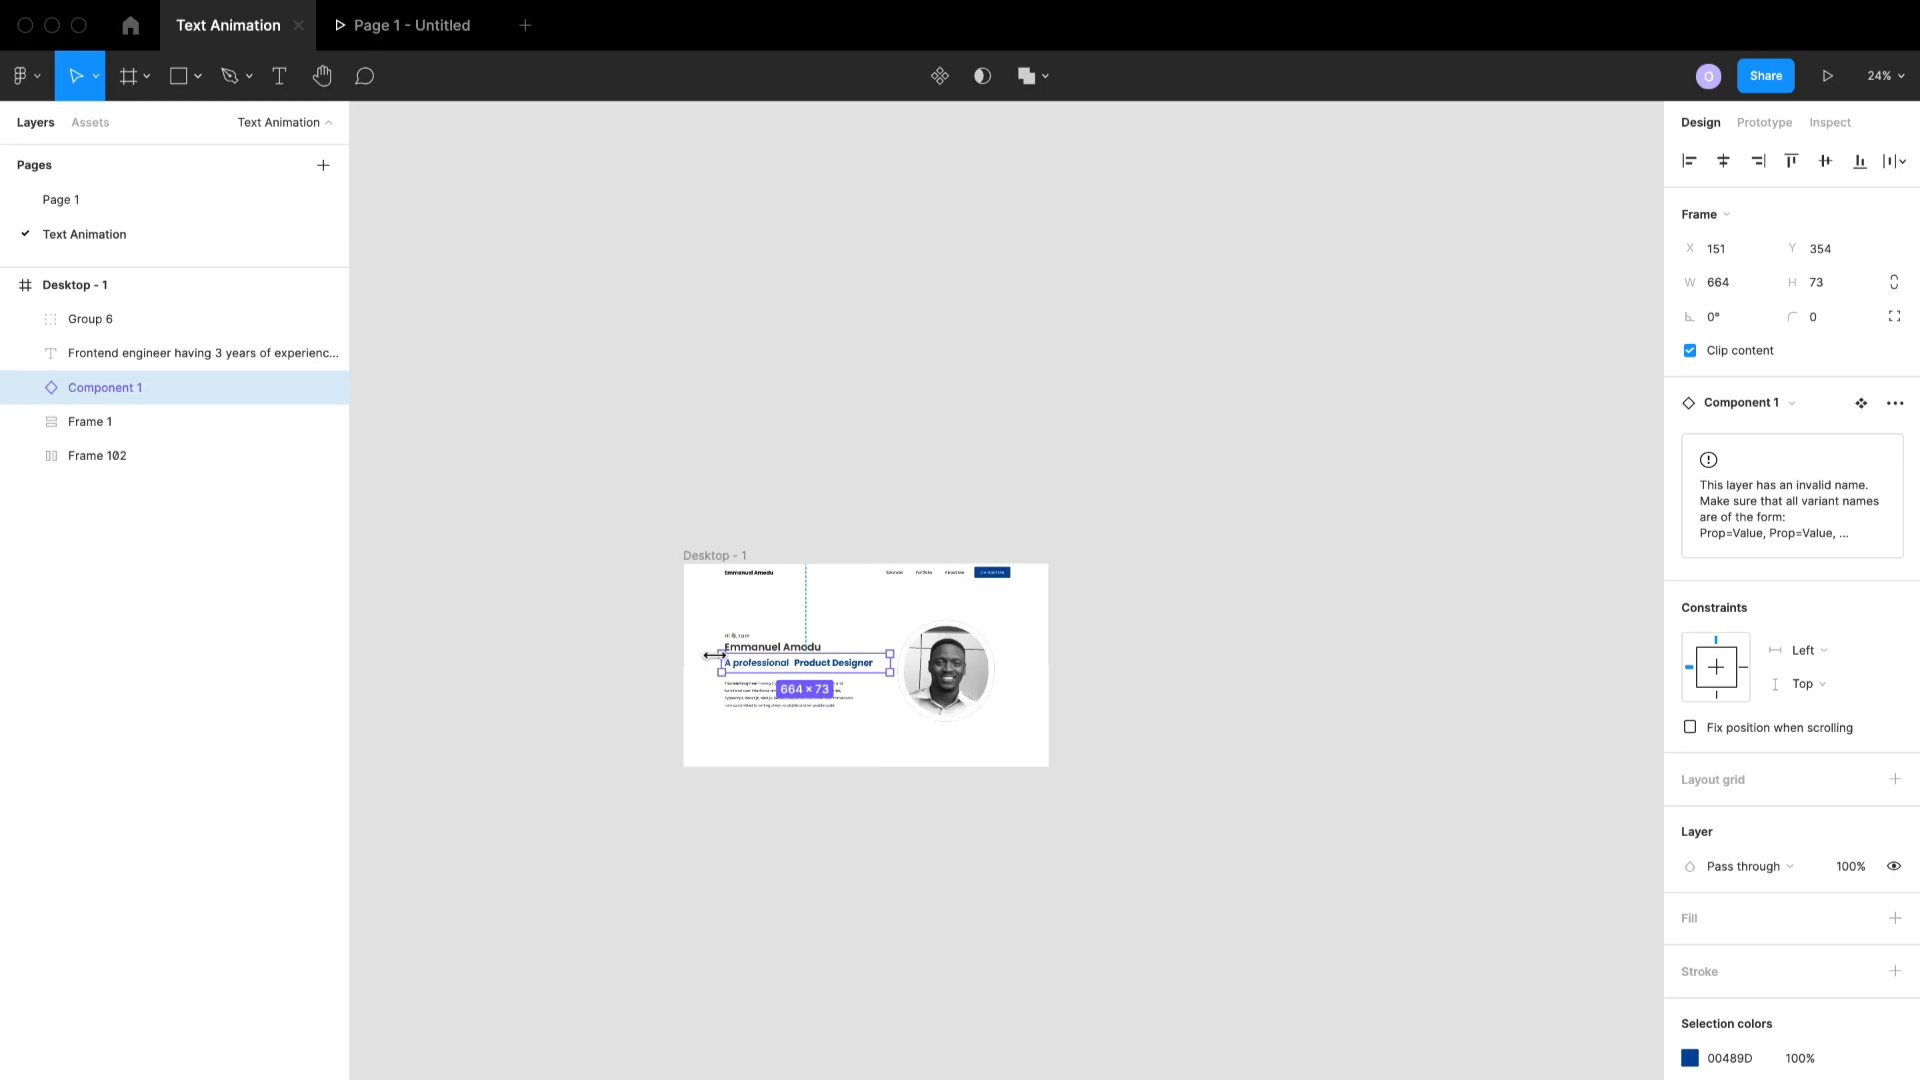 Text Animation
Page 1 - Untitled
Share
24%
Layers
Assets
Text Animation
Pages
Page 1
Text Animation
Desktop - 1
Group 6
Frontend engineer having 3 years of experienc...
Component 1
Frame 1
Frame 102
Desktop - 1
Emmanuel Amodu
Services
Portfolio
About Me
Contact Me
Hi 👋, I am
Emmanuel Amodu
A professional Product Designer
664 × 73
Design
Prototype
Inspect
Frame
X 151 Y 354
W 664 H 73
0° 0
Clip content
Component 1
This layer has an invalid name.
Make sure that all variant names
are of the form:
Prop=Value, Prop=Value, ...
Constraints
Left
Top
Fix position when scrolling
Layout grid
Layer
Pass through 100%
Fill
Stroke
Selection colors
00489D 100%
O